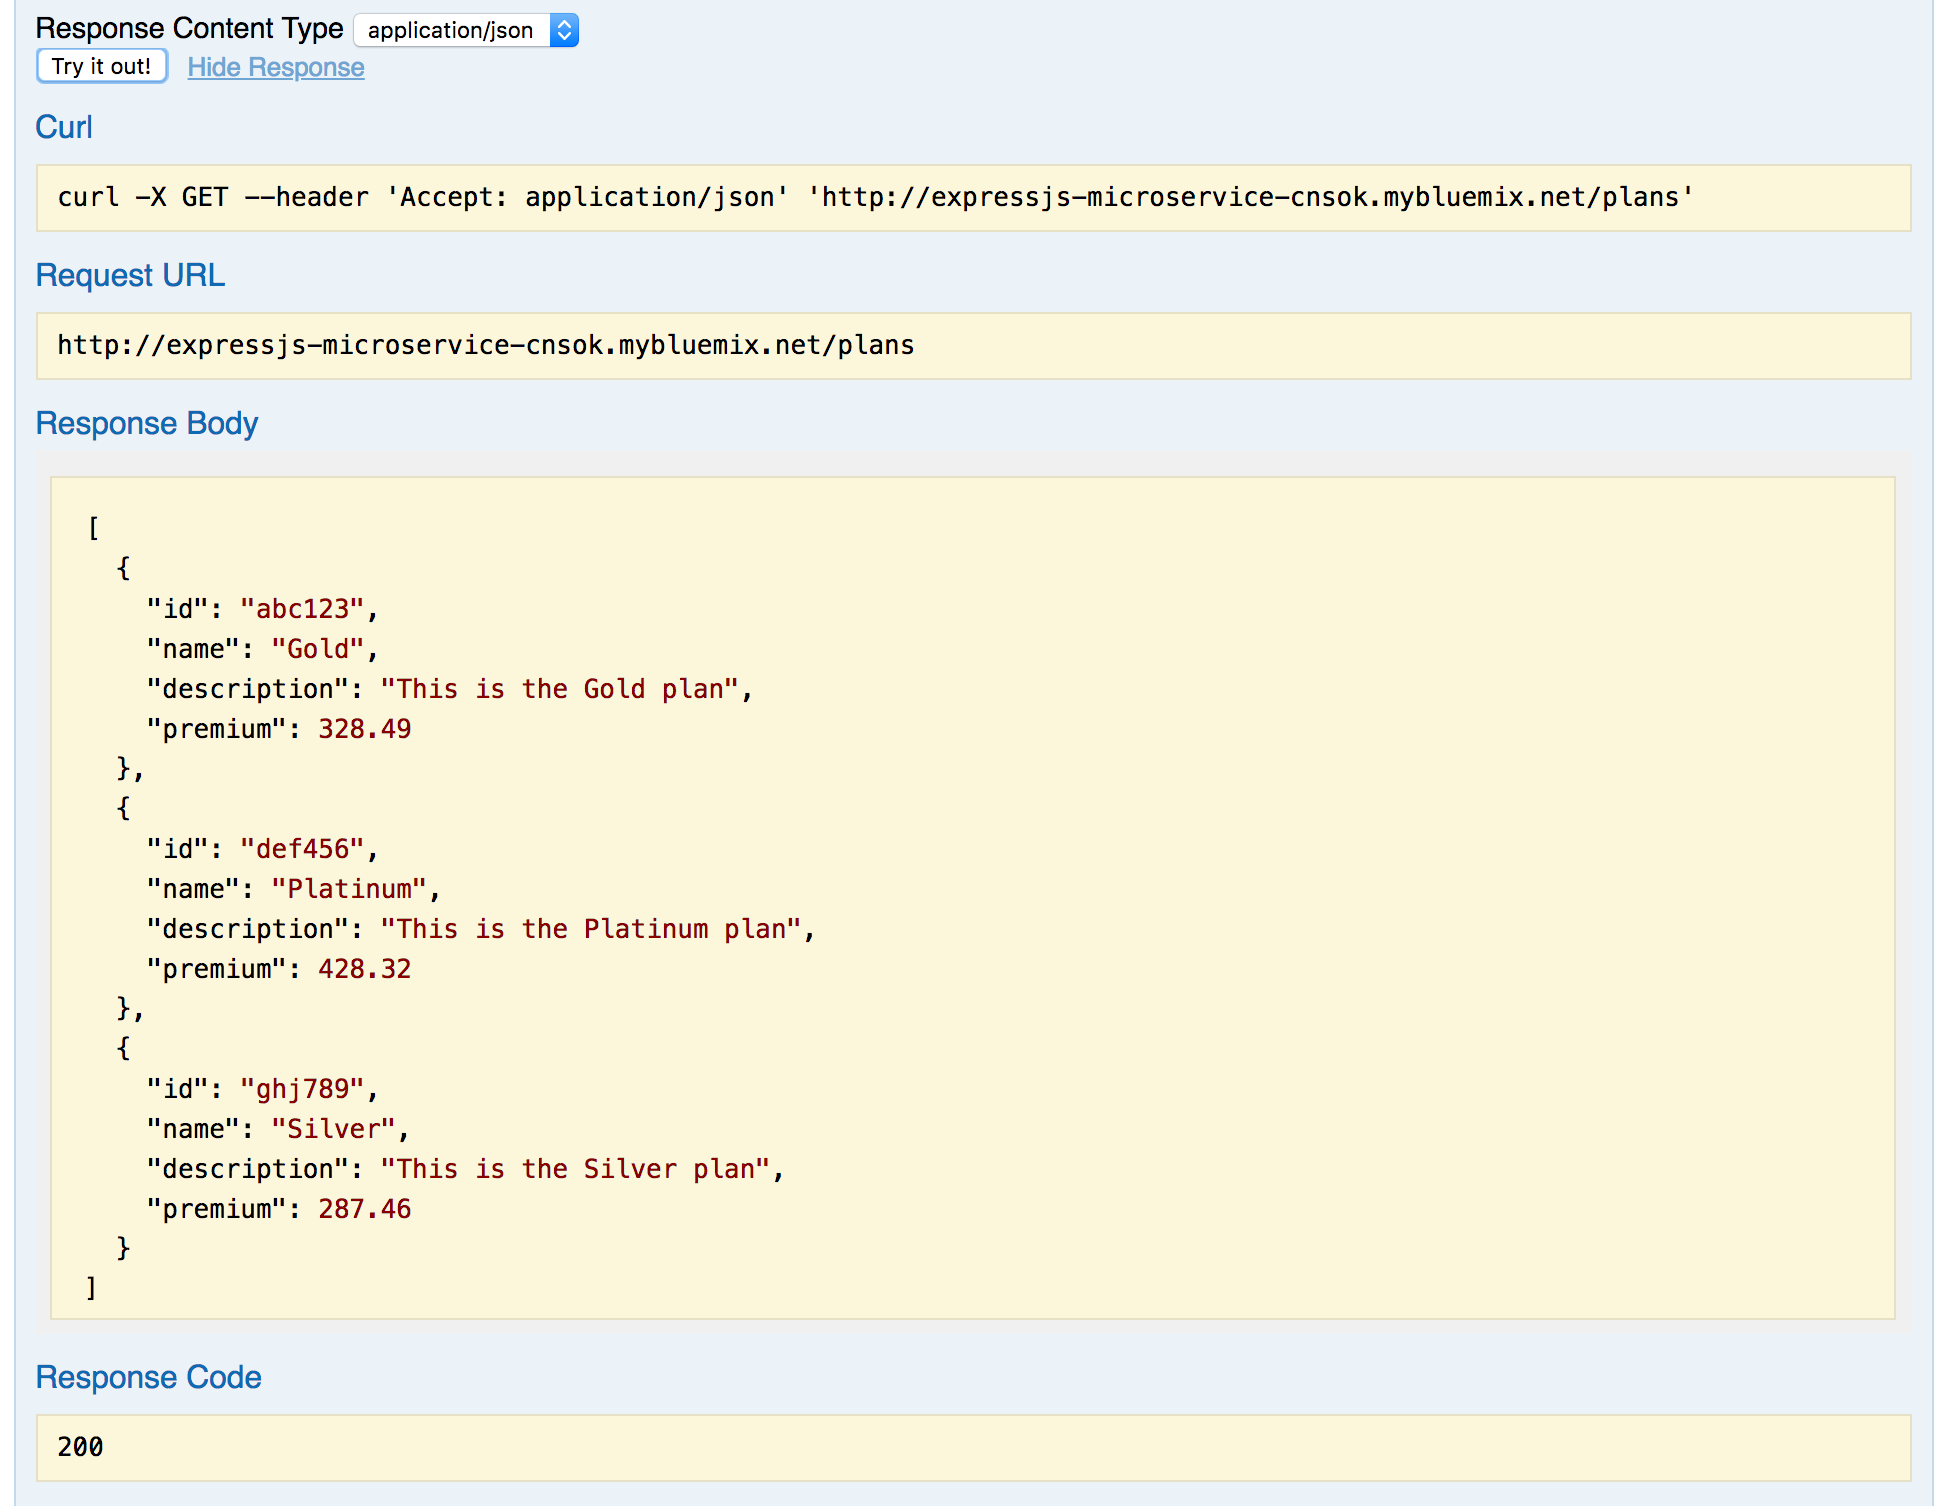 Response Content Type application/json
Try it out! Hide Response
Curl
curl -X GET --header 'Accept: application/json' 'http://expressjs-microservice-cnsok.mybluemix.net/plans'
Request URL
http://expressjs-microservice-cnsok.mybluemix.net/plans
Response Body
[
  {
    "id": "abc123",
    "name": "Gold",
    "description": "This is the Gold plan",
    "premium": 328.49
  },
  {
    "id": "def456",
    "name": "Platinum",
    "description": "This is the Platinum plan",
    "premium": 428.32
  },
  {
    "id": "ghj789",
    "name": "Silver",
    "description": "This is the Silver plan",
    "premium": 287.46
  }
]
Response Code
200